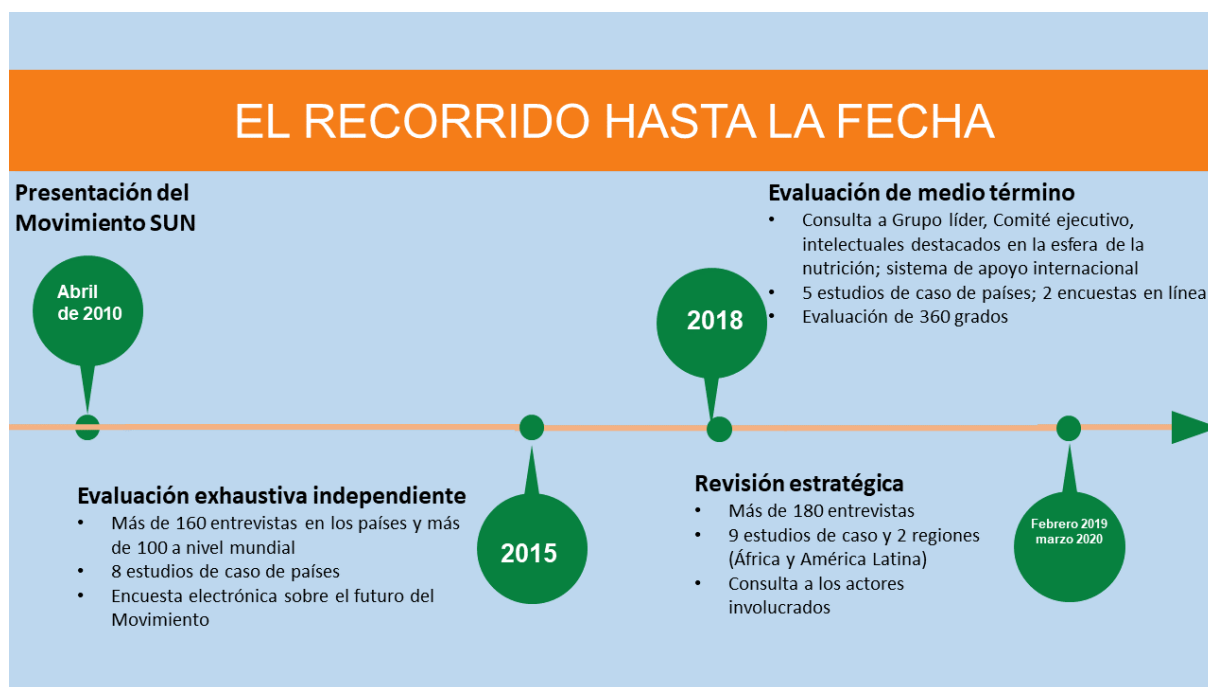 EL RECORRIDO HASTA LA FECHA
Presentación del
Movimiento SUN
Abril
de 2010
Evaluación exhaustiva independiente
• Más de 160 entrevistas en los países y más
de 100 a nivel mundial
• 8 estudios de caso de países
• Encuesta electrónica sobre el futuro del
Movimiento
2015
Evaluación de medio término
• Consulta a Grupo líder, Comité ejecutivo,
intelectuales destacados en la esfera de la
nutrición; sistema de apoyo internacional
• 5 estudios de caso de países; 2 encuestas en línea
• Evaluación de 360 grados
2018
Revisión estratégica
• Más de 180 entrevistas
• 9 estudios de caso y 2 regiones
(África y América Latina)
• Consulta a los actores
involucrados
Febrero 2019
marzo 2020